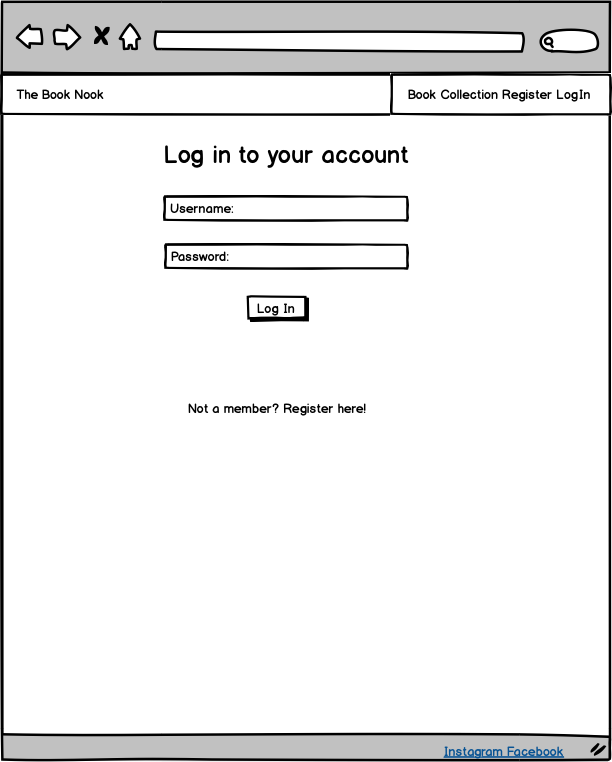 The Book Nook
Book Collection Register LogIn
Log in to your account
Username:
Password:
Log In
Not a member? Register here!
Instagram Facebook